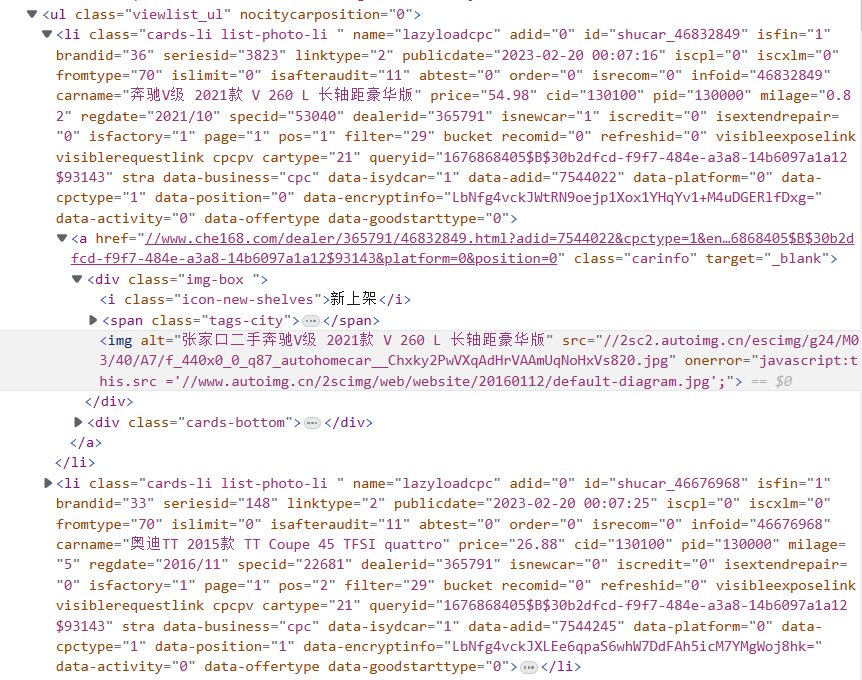 ▼<ul class="viewlist_ul" nocitycarposition="0">
▼<li class="cards-li list-photo-li " name="lazyloadcpc" adid="0" id="shucar_46832849" isfin="1"
brandid="36" seriesid="3823" linktype="2" publicdate="2023-02-20 00:07:16" iscpl="0" iscxlm="0"
fromtype="70" islimit="0" isafteraudit="11" abtest="0" order="0" isrecom="0" infoid="46832849"
carname="奔驰V级 2021款 V 260 L 长轴距豪华版" price="54.98" cid="130100" pid="130000" milage="0.8
2" regdate="2021/10" specid="53040" dealerid="365791" isnewcar="1" iscredit="0" isextendrepair=
"0" isfactory="1" page="1" pos="1" filter="29" bucket recomid="0" refreshid="0" visibleexposelink
visiblerequestlink cpcpv cartype="21" queryid="1676868405$B$30b2dfcd-f9f7-484e-a3a8-14b6097a1a12
$93143" stra data-business="cpc" data-isydcar="1" data-adid="7544022" data-platform="0" data-
cpctype="1" data-position="0" data-encryptinfo="LbNfg4vckJWtRN9oejp1Xox1YHqYv1+M4uDGERlfDxg="
data-activity="0" data-offertype data-goodstarttype="0">
▼<a href="//www.che168.com/dealer/365791/46832849.html?adid=7544022&cpctype=1&en…6868405$B$30b2d
fcd-f9f7-484e-a3a8-14b6097a1a12$93143&platform=0&position=0" class="carinfo" target="_blank">
▼<div class="img-box ">
<i class="icon-new-shelves">新上架</i>
▶<span class="tags-city">…</span>
<img alt="张家口二手奔驰V级 2021款 V 260 L 长轴距豪华版" src="//2sc2.autoimg.cn/escimg/g24/M0
3/40/A7/f_440x0_0_q87_autohomecar__Chxky2PwVXqAdHrVAAmUqNoHxVs820.jpg" onerror="javascript:t
his.src ='//www.autoimg.cn/2scimg/web/website/20160112/default-diagram.jpg';"> == $0
</div>
▶<div class="cards-bottom">…</div>
</a>
</li>
▶<li class="cards-li list-photo-li " name="lazyloadcpc" adid="0" id="shucar_46676968" isfin="1"
brandid="33" seriesid="148" linktype="2" publicdate="2023-02-20 00:07:25" iscpl="0" iscxlm="0"
fromtype="70" islimit="0" isafteraudit="11" abtest="0" order="0" isrecom="0" infoid="46676968"
carname="奥迪TT 2015款 TT Coupe 45 TFSI quattro" price="26.88" cid="130100" pid="130000" milage=
"5" regdate="2016/11" specid="22681" dealerid="365791" isnewcar="0" iscredit="0" isextendrepair=
"0" isfactory="1" page="1" pos="2" filter="29" bucket recomid="0" refreshid="0" visibleexposelink
visiblerequestlink cpcpv cartype="21" queryid="1676868405$B$30b2dfcd-f9f7-484e-a3a8-14b6097a1a12
$93143" stra data-business="cpc" data-isydcar="1" data-adid="7544245" data-platform="0" data-
cpctype="1" data-position="1" data-encryptinfo="LbNfg4vckJXLEe6qpaS6whW7DdFAh5icM7YMgWoj8hk="
data-activity="0" data-offertype data-goodstarttype="0">…</li>